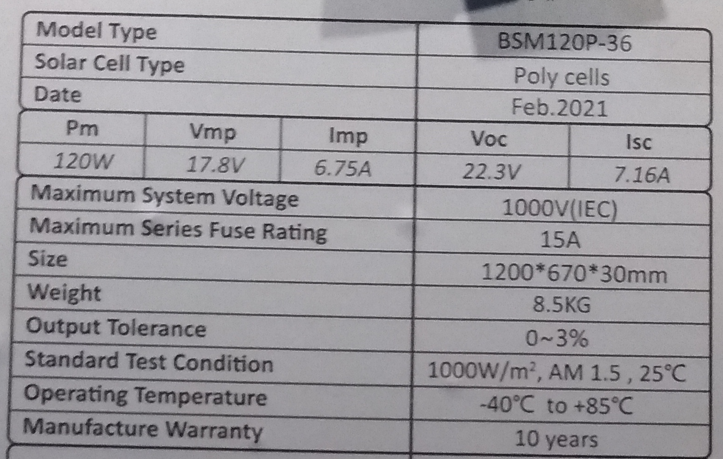 Model Type BSM120P-36
Solar Cell Type Poly cells
Date Feb.2021
Pm Vmp Imp Voc Isc
120W 17.8V 6.75A 22.3V 7.16A
Maximum System Voltage 1000V(IEC)
Maximum Series Fuse Rating 15A
Size 1200*670*30mm
Weight 8.5KG
Output Tolerance 0~3%
Standard Test Condition 1000W/m², AM 1.5 , 25℃
Operating Temperature -40℃ to +85℃
Manufacture Warranty 10 years